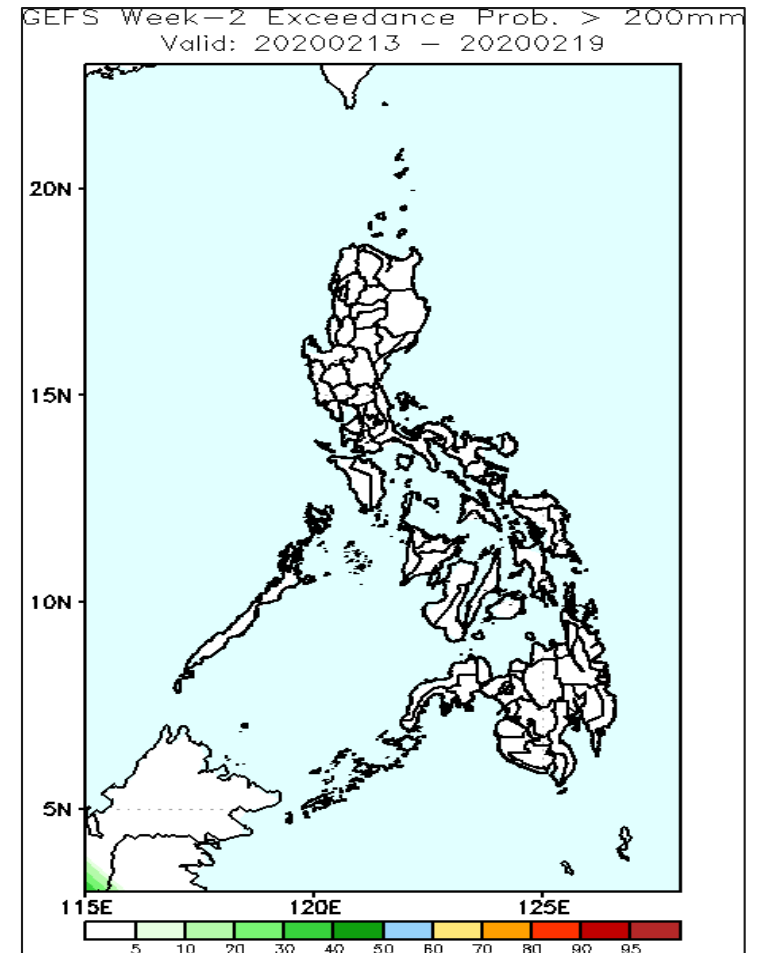 GEFS Week-2 Exceedance Prob. > 200mm
Valid: 20200213 - 20200219
20N
15N
10N
5N
115E 120E 125E
5 10 20 30 40 50 60 70 80 90 95